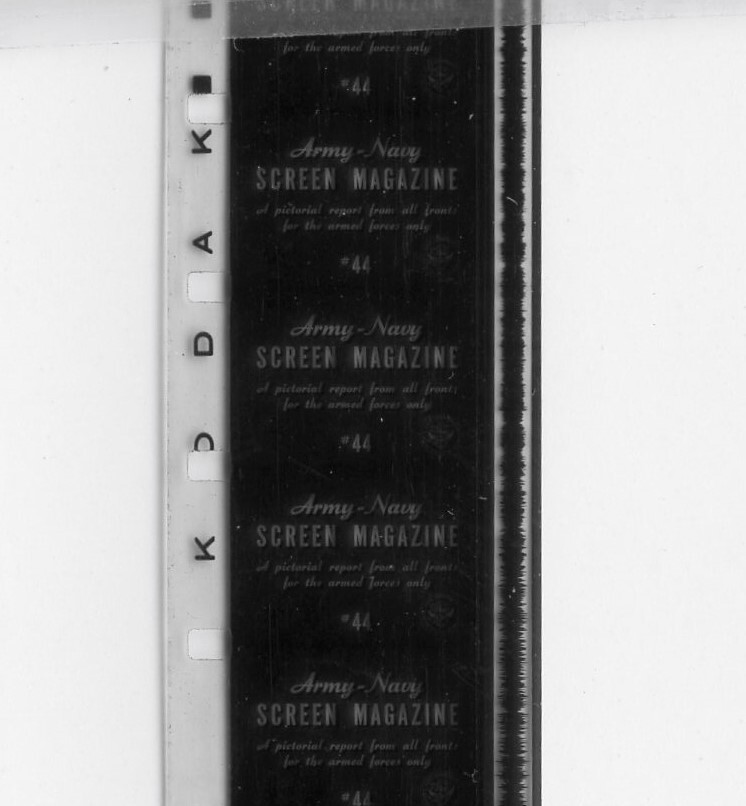 SCREEN MAGAZINE
for the armed forces only
#44
Army-Navy
SCREEN MAGAZINE
A pictorial report from all fronts
for the armed forces only
#44
Army-Navy
SCREEN MAGAZINE
A pictorial report from all fronts
for the armed forces only
#44
Army-Navy
SCREEN MAGAZINE
A pictorial report from all fronts
for the armed forces only
#44
Army-Navy
SCREEN MAGAZINE
A pictorial report from all fronts
for the armed forces only
#44
KODAK